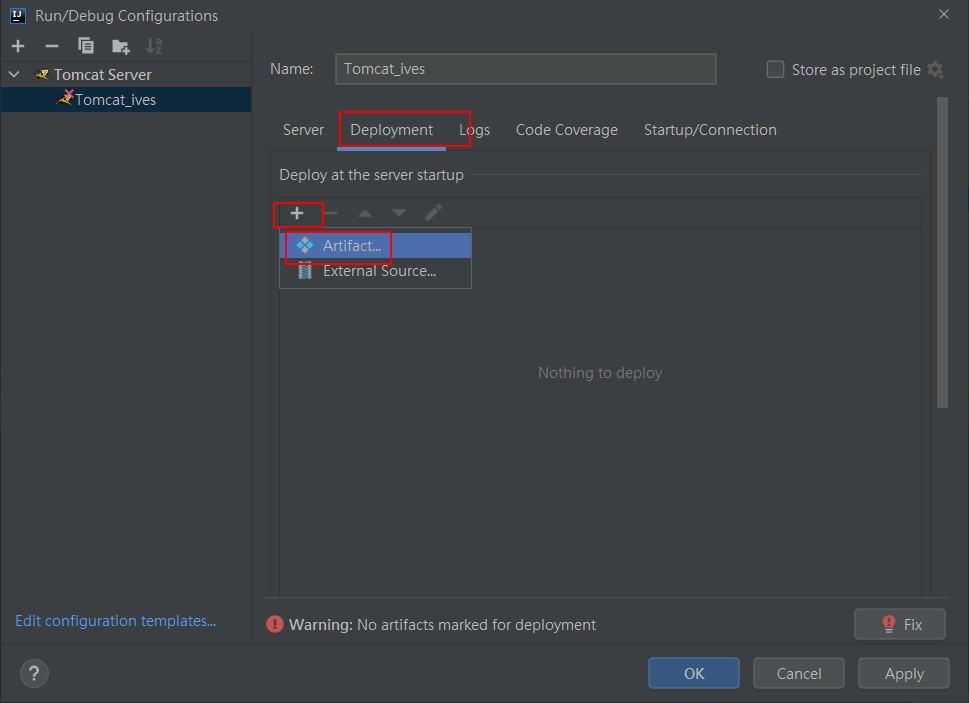 Run/Debug Configurations
Tomcat Server
Tomcat_ives
Name: Tomcat_ives Store as project file
Server Deployment Logs Code Coverage Startup/Connection
Deploy at the server startup
Artifact...
External Source...
Nothing to deploy
Edit configuration templates...
Warning: No artifacts marked for deployment Fix
? OK Cancel Apply